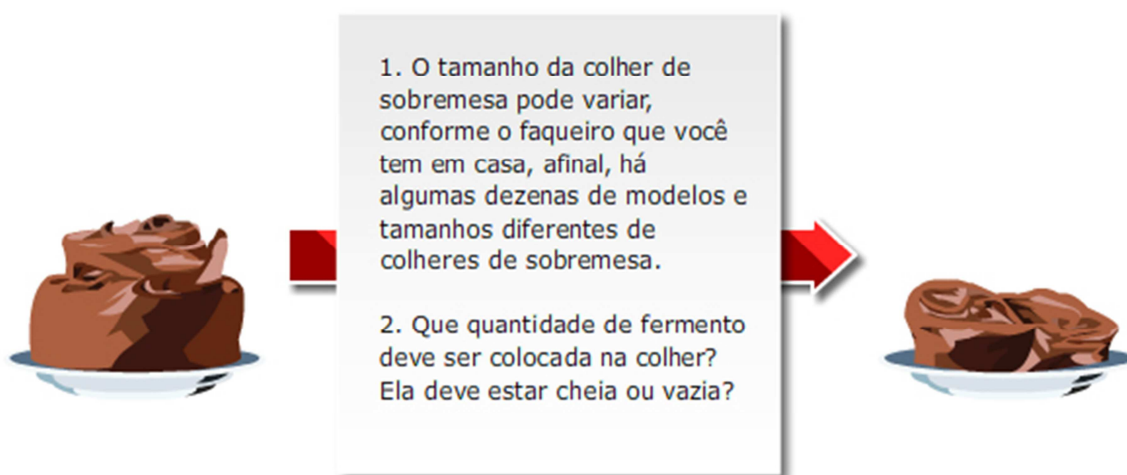 1. O tamanho da colher de
sobremesa pode variar,
conforme o faqueiro que você
tem em casa, afinal, há
algumas dezenas de modelos e
tamanhos diferentes de
colheres de sobremesa.
2. Que quantidade de fermento
deve ser colocada na colher?
Ela deve estar cheia ou vazia?